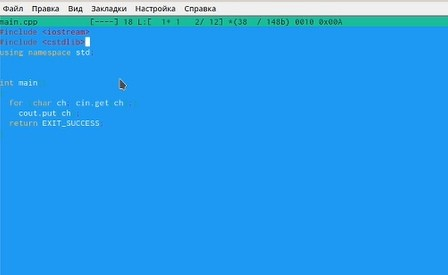 Файл Правка Вид Закладки Настройка Справка
main.cpp [----] 18 L:[ 1+ 1 2/ 12] *(38 / 148b) 0010 0x00A
#include <iostream>
#include <cstdlib>
using namespace std
int main
for char ch cin.get ch
cout.put ch
return EXIT_SUCCESS